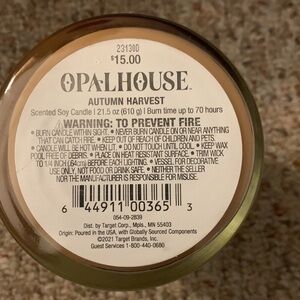 231300
$15.00
OPALHOUSE™
AUTUMN HARVEST
Scented Soy Candle | 21.5 oz (610 g) | Burn time up to 70 hours
⚠WARNING: TO PREVENT FIRE
• BURN CANDLE WITHIN SIGHT. • NEVER BURN CANDLE ON OR NEAR ANYTHING
THAT CAN CATCH FIRE. • KEEP OUT OF REACH OF CHILDREN AND PETS.
• CANDLE WILL BE HOT WHEN LIT. • DO NOT TOUCH UNTIL COOL. • KEEP WAX
POOL FREE OF DEBRIS. • PLACE ON HEAT RESISTANT SURFACE. • TRIM WICK
TO 1/4 INCH (.64cm) BEFORE EACH LIGHTING. • VESSEL FOR DECORATIVE
USE ONLY, NOT FOOD OR DRINK SAFE. • NEITHER THE SELLER
NOR THE MANUFACTURER IS RESPONSIBLE FOR MISUSE.
6 44911 00365 3
054-09-2839
Dist. by Target Corp., Mpls., MN 55403
Origin: Poured in the USA, with Globally Sourced Components
©2021 Target Brands, Inc.
Guest Services 1-800-440-0680